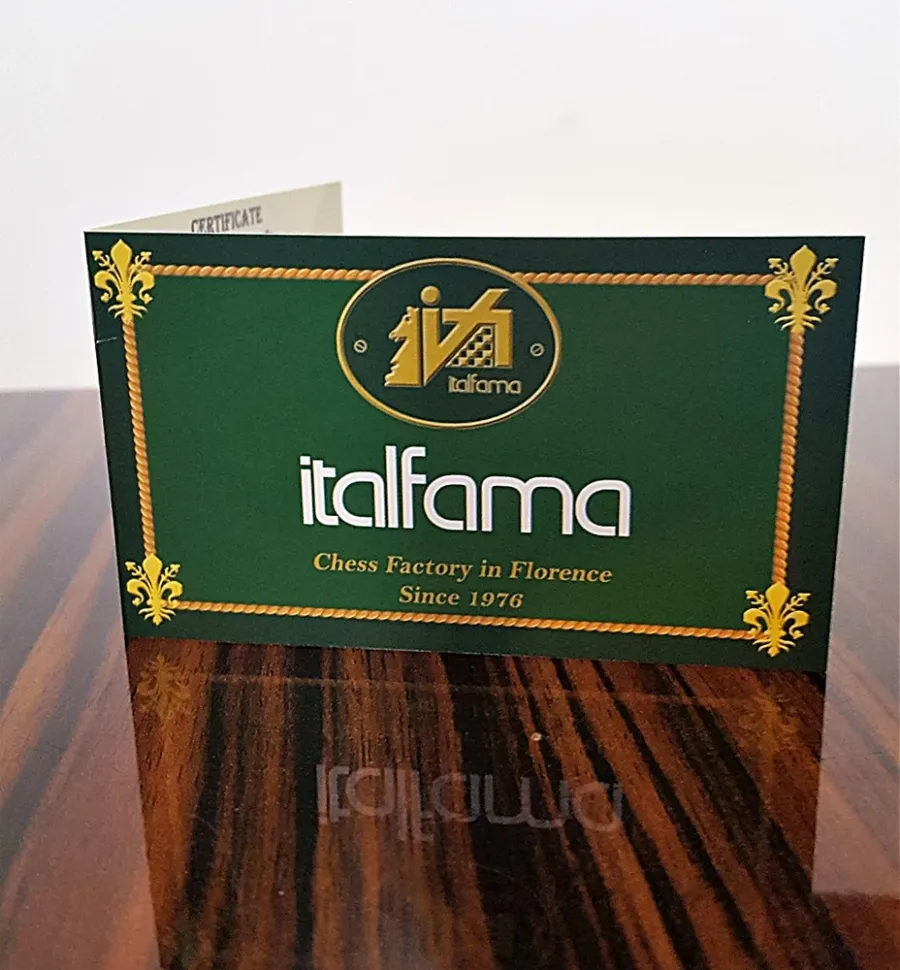 CERTIFICATE
italfama
italfama
Chess Factory in Florence
Since 1976